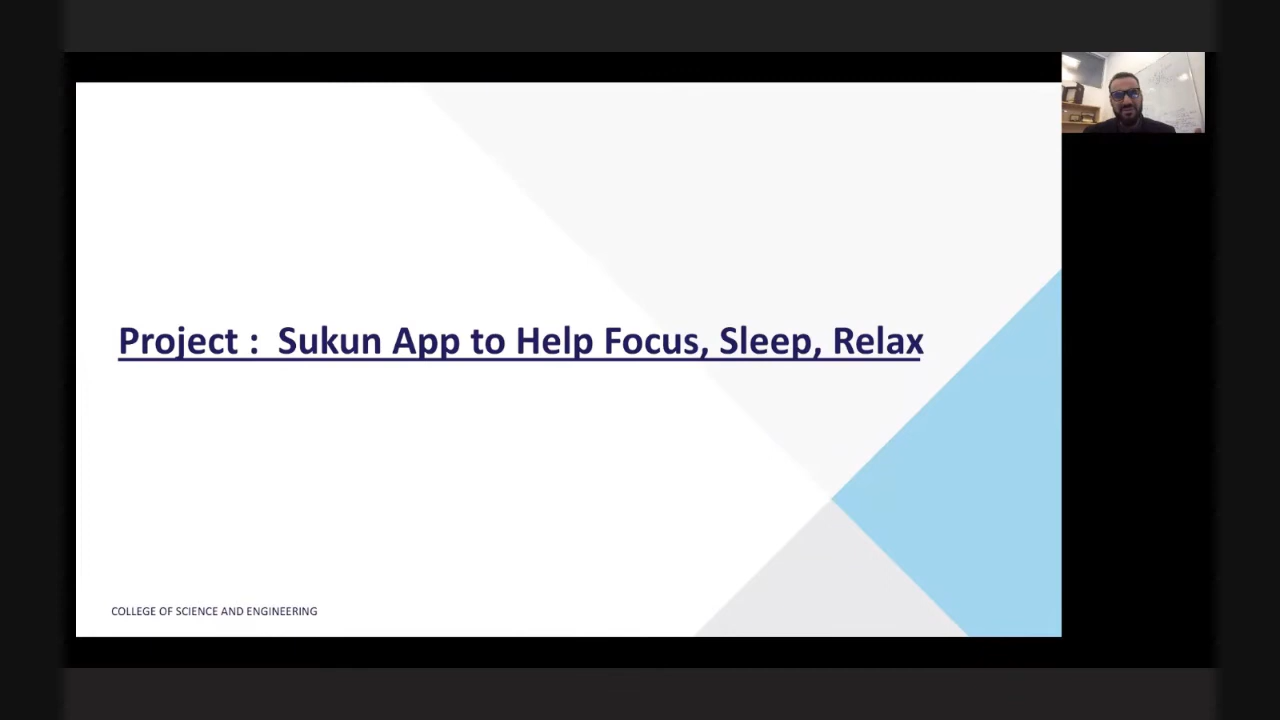 Project :  Sukun App to Help Focus, Sleep, Relax
COLLEGE OF SCIENCE AND ENGINEERING